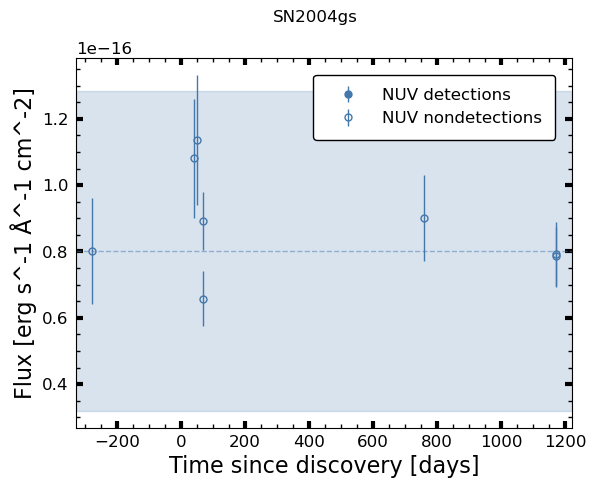 SN2004gs
1e−16
NUV detections
NUV nondetections
1.2
1.0
0.8
0.6
0.4
Flux [erg s^-1 Å^-1 cm^-2]
−200 0 200 400 600 800 1000 1200
Time since discovery [days]